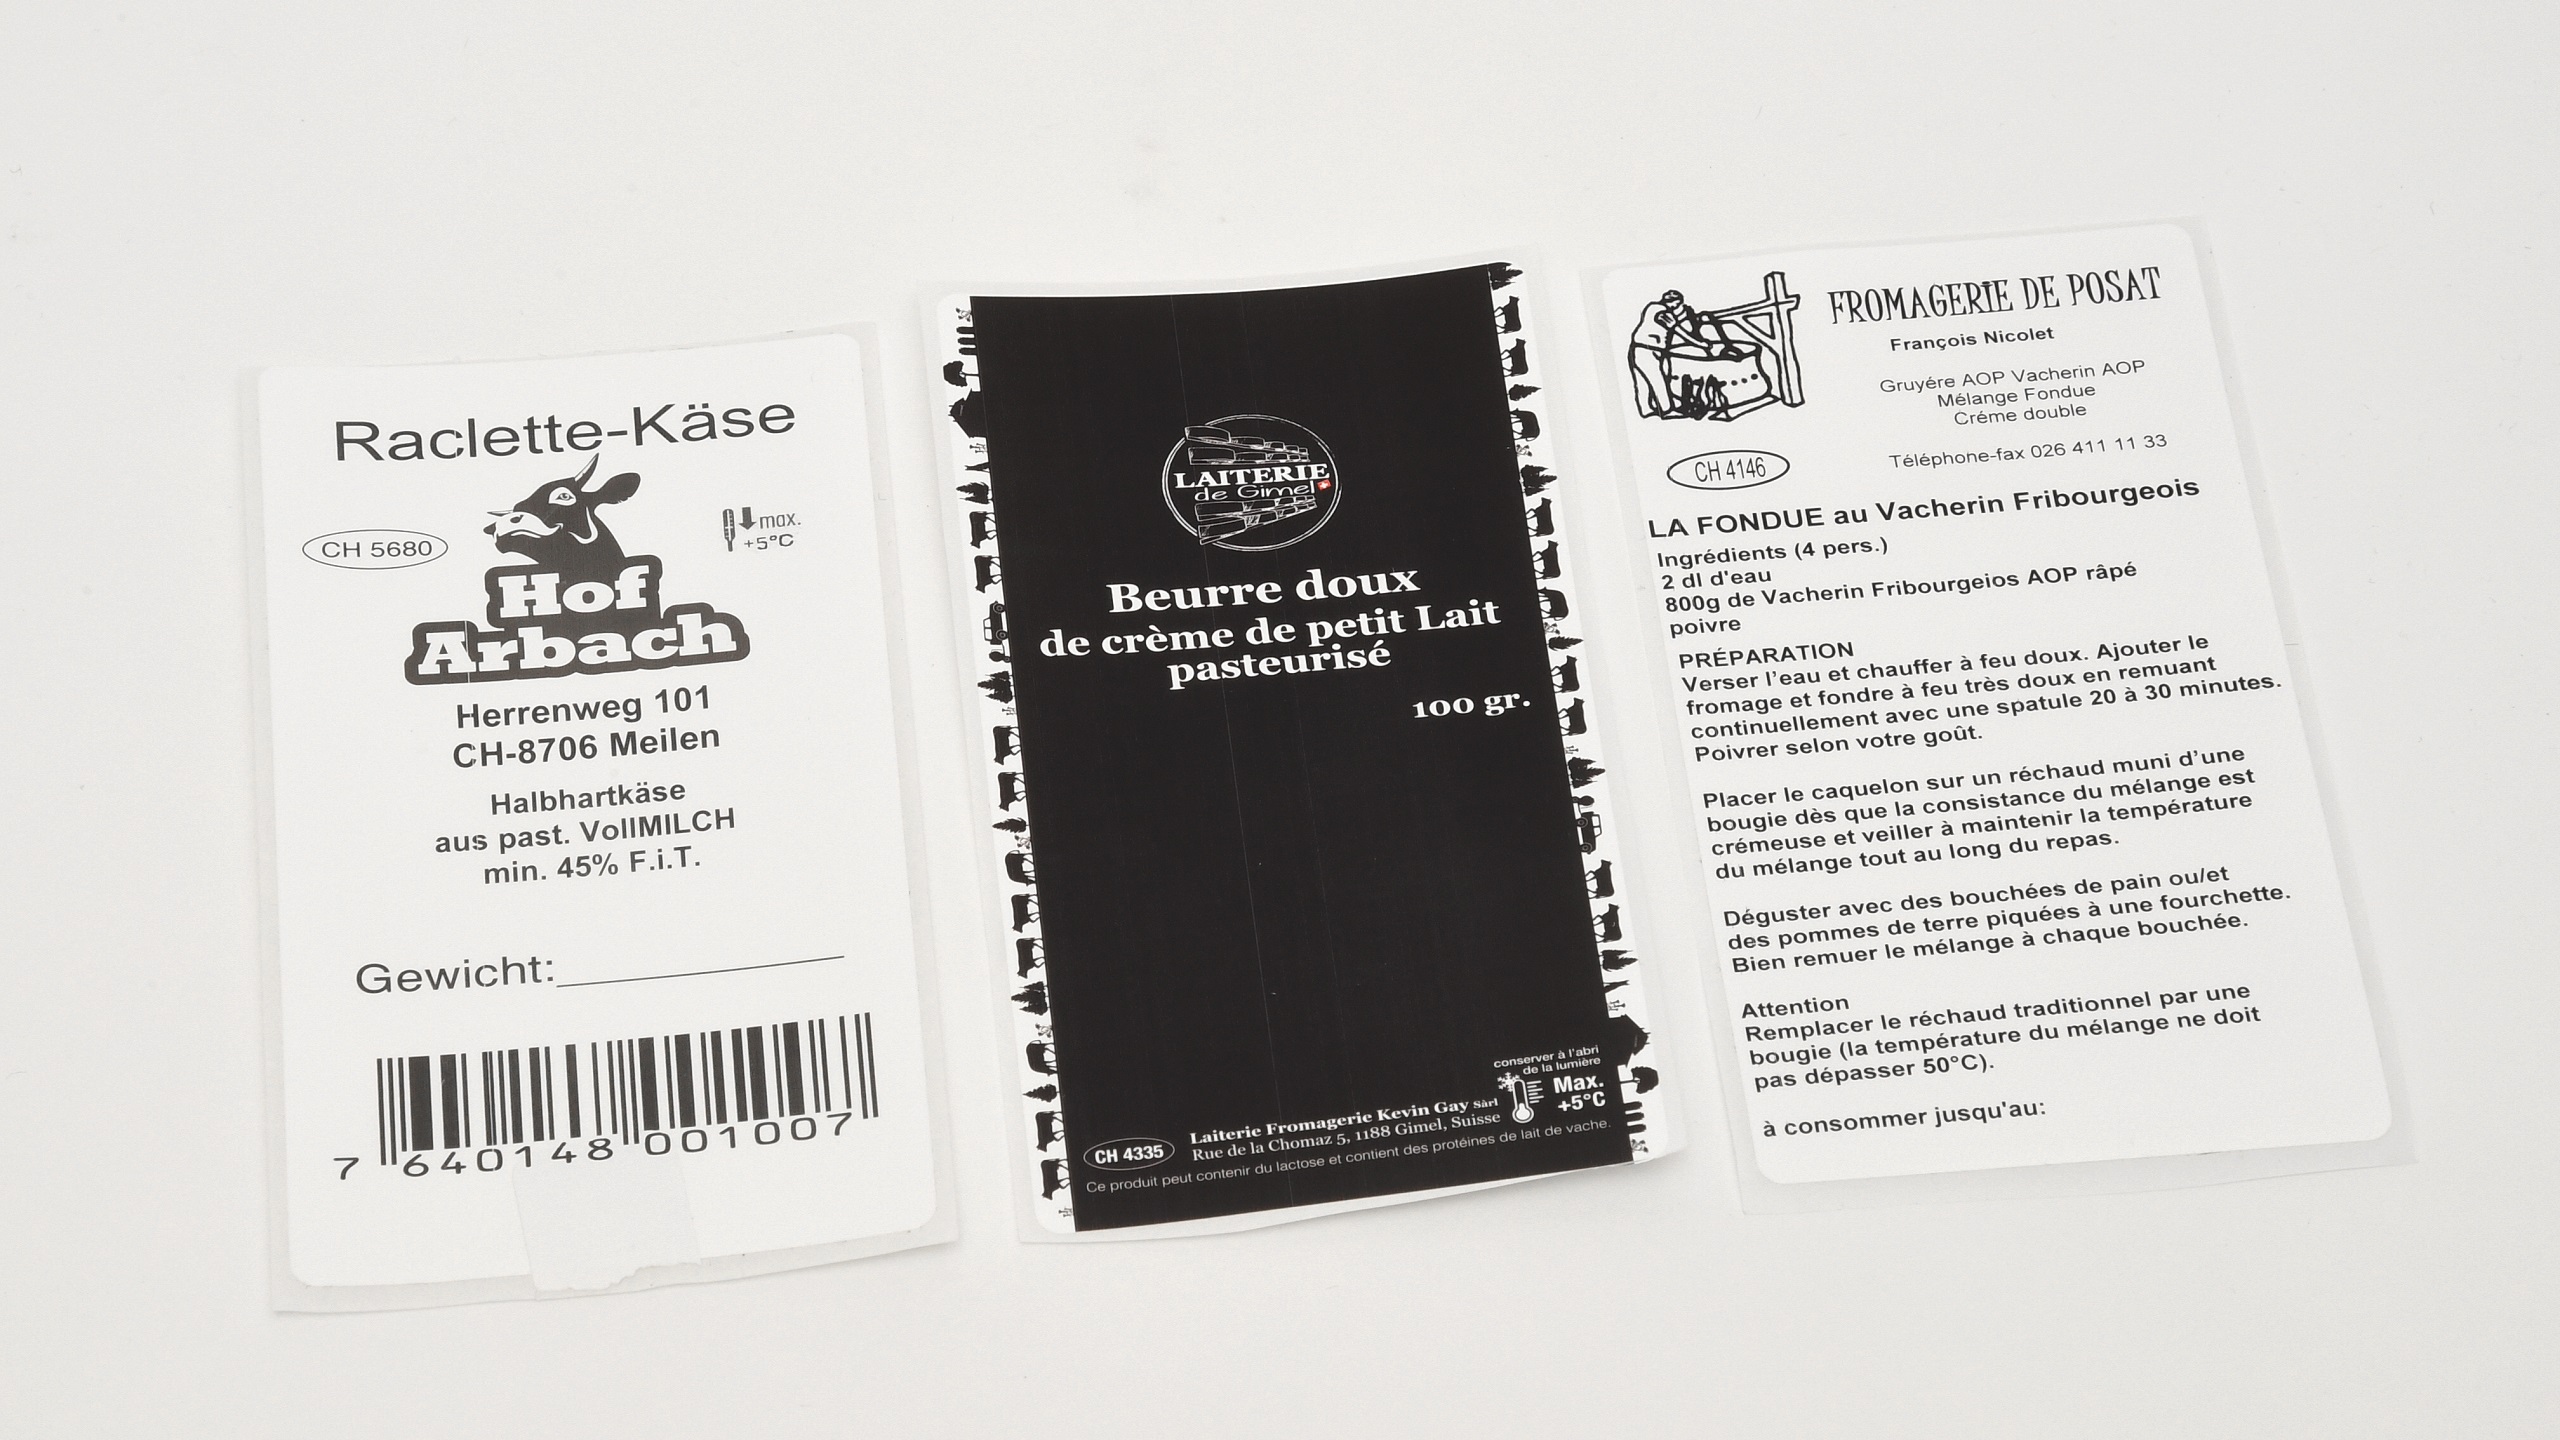 Raclette-Käse
CH 5680
max.
+5°C
Hof
Arbach
Herrenweg 101
CH-8706 Meilen
Halbhartkäse
aus past. VollMILCH
min. 45% F.i.T.
Gewicht:
7 640148 001007
LAITERIE
de Gimel
Beurre doux
de crème de petit Lait
pasteurisé
100 gr.
conserver à l'abri
de la lumière
Max.
+5°C
CH 4335
Laiterie Fromagerie Kevin Gay sàrl
Rue de la Chomaz 5, 1188 Gimel, Suisse
Ce produit peut contenir du lactose et contient des protéines de lait de vache.
FROMAGERIE DE POSAT
François Nicolet
Gruyére AOP Vacherin AOP
Mélange Fondue
Créme double
CH 4146
Téléphone-fax 026 411 11 33
LA FONDUE au Vacherin Fribourgeois
Ingrédients (4 pers.)
2 dl d'eau
800g de Vacherin Fribourgeios AOP râpé
poivre
PRÉPARATION
Verser l'eau et chauffer à feu doux. Ajouter le
fromage et fondre à feu très doux en remuant
continuellement avec une spatule 20 à 30 minutes.
Poivrer selon votre goût.
Placer le caquelon sur un réchaud muni d'une
bougie dès que la consistance du mélange est
crémeuse et veiller à maintenir la température
du mélange tout au long du repas.
Déguster avec des bouchées de pain ou/et
des pommes de terre piquées à une fourchette.
Bien remuer le mélange à chaque bouchée.
Attention
Remplacer le réchaud traditionnel par une
bougie (la température du mélange ne doit
pas dépasser 50°C).
à consommer jusqu'au: